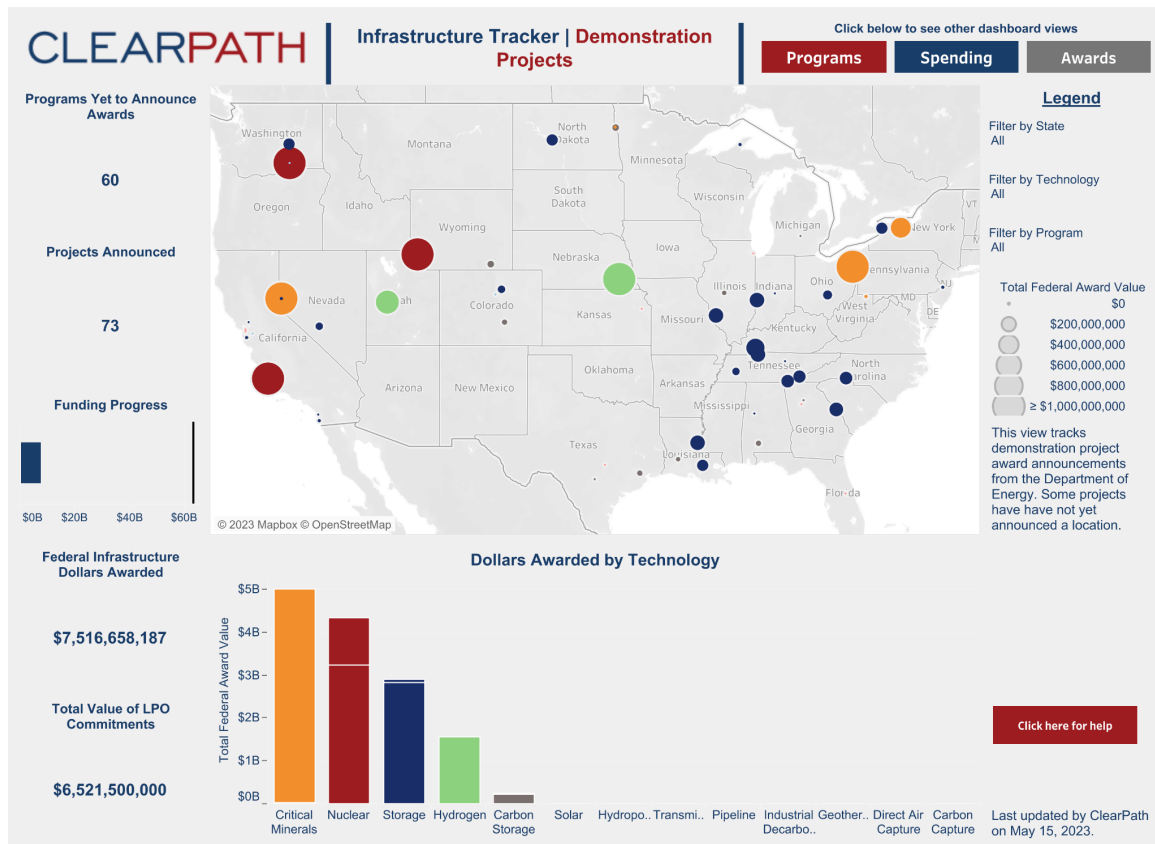 CLEARPATH
Infrastructure Tracker | Demonstration
Projects
Click below to see other dashboard views
Programs
Spending
Awards
Programs Yet to Announce
Awards
60
Projects Announced
73
Funding Progress
$0B
$20B
$40B
$60B
Federal Infrastructure
Dollars Awarded
$7,516,658,187
Total Value of LPO
Commitments
$6,521,500,000
Washington
Montana
North
Dakota
Minnesota
Oregon
Idaho
South
Dakota
Wisconsin
Michigan
New York
VT
Wyoming
Iowa
Nebraska
Pennsylvania
Nevada
ah
Colorado
Illinois
Indiana
Ohio
NJ
MD
DE
West
Virginia
Kansas
Missouri
Kentucky
California
Arizona
New Mexico
Oklahoma
Arkansas
Tennessee
North
arolina
Mississippi
Georgia
Texas
Louisiana
Flor-da
© 2023 Mapbox © OpenStreetMap
Legend
Filter by State
All
Filter by Technology
All
Filter by Program
All
Total Federal Award Value
$0
$200,000,000
$400,000,000
$600,000,000
$800,000,000
≥ $1,000,000,000
This view tracks
demonstration project
award announcements
from the Department of
Energy. Some projects
have have not yet
announced a location.
Dollars Awarded by Technology
Total Federal Award Value
$5B
$4B
$3B
$2B
$1B
$0B
Critical
Minerals
Nuclear
Storage
Hydrogen
Carbon
Storage
Solar
Hydropo..
Transmi..
Pipeline
Industrial
Decarbo..
Geother..
Direct Air
Capture
Carbon
Capture
Click here for help
Last updated by ClearPath
on May 15, 2023.